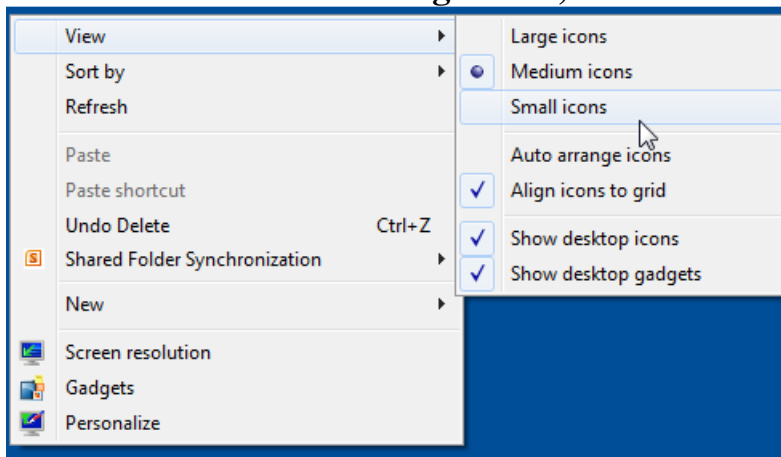 View
Sort by
Refresh
Paste
Paste shortcut
Undo Delete Ctrl+Z
S Shared Folder Synchronization
New
Screen resolution
Gadgets
Personalize
Large icons
Medium icons
Small icons
Auto arrange icons
Align icons to grid
Show desktop icons
Show desktop gadgets